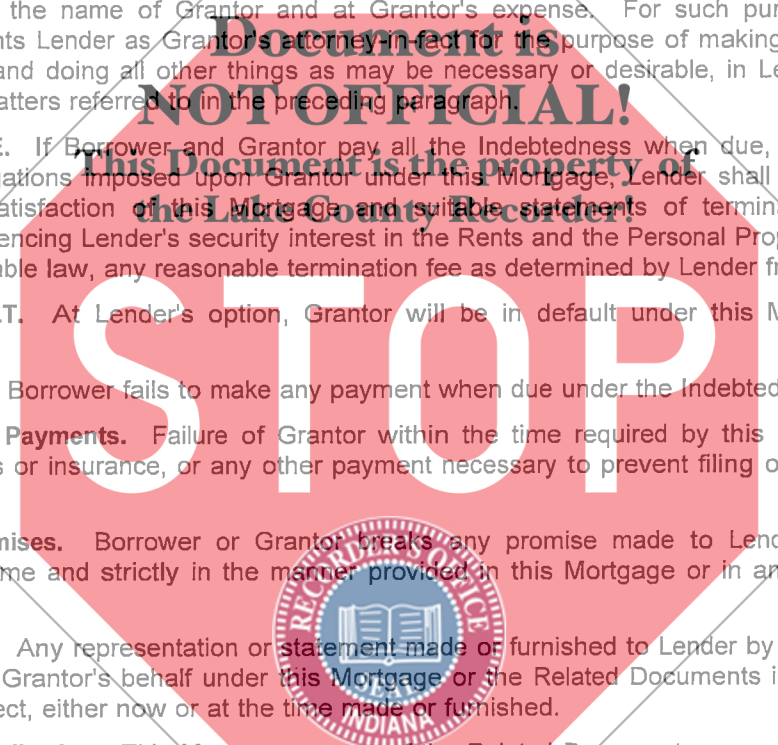 the name of Grantor and at Grantor's expense. For such pur
Document is
nts Lender as Grantor's attorney-in-fact for the purpose of making
and doing all other things as may be necessary or desirable, in Le
NOT OFFICIAL!
atters referred to in the preceding paragraph.
E. If Borrower and Grantor pay all the Indebtedness when due,
This Document is the property of
gations imposed upon Grantor under this Mortgage, Lender shall
the Lake County Recorder!
atisfaction of this Mortgage and suitable statements of termin
encing Lender's security interest in the Rents and the Personal Prop
able law, any reasonable termination fee as determined by Lender fr
STOP
LT. At Lender's option, Grantor will be in default under this M
Borrower fails to make any payment when due under the Indebted
Payments. Failure of Grantor within the time required by this
s or insurance, or any other payment necessary to prevent filing o
mises. Borrower or Grantor breaks any promise made to Lend
me and strictly in the manner provided in this Mortgage or in an
RECORDER'S OFFICE
SEAL
INDIANA
Any representation or statement made or furnished to Lender by
Grantor's behalf under this Mortgage or the Related Documents i
ect, either now or at the time made or furnished.